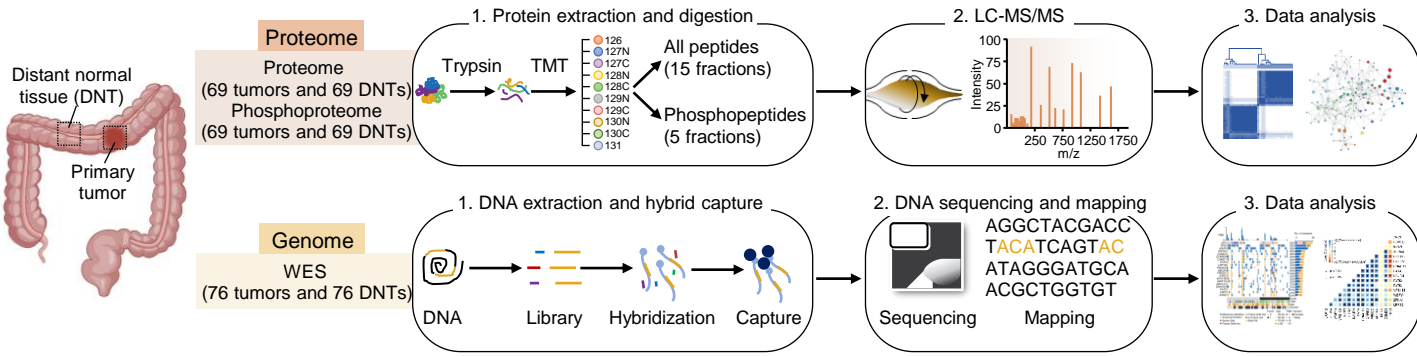 Distant normal
tissue (DNT)
Primary
tumor
Proteome
Proteome
(69 tumors and 69 DNTs)
Phosphoproteome
(69 tumors and 69 DNTs)
1. Protein extraction and digestion
Trypsin
TMT
126
127N
127C
128N
128C
129N
129C
130N
130C
131
All peptides
(15 fractions)
Phosphopeptides
(5 fractions)
2. LC-MS/MS
Intensity
100
75
50
25
0
250 750 1250 1750
m/z
3. Data analysis
Genome
WES
(76 tumors and 76 DNTs)
1. DNA extraction and hybrid capture
DNA
Library
Hybridization
Capture
2. DNA sequencing and mapping
AGGCTACGACC
TACATCAGTAC
ATAGGGATGCA
ACGCTGGTGT
Sequencing
Mapping
3. Data analysis